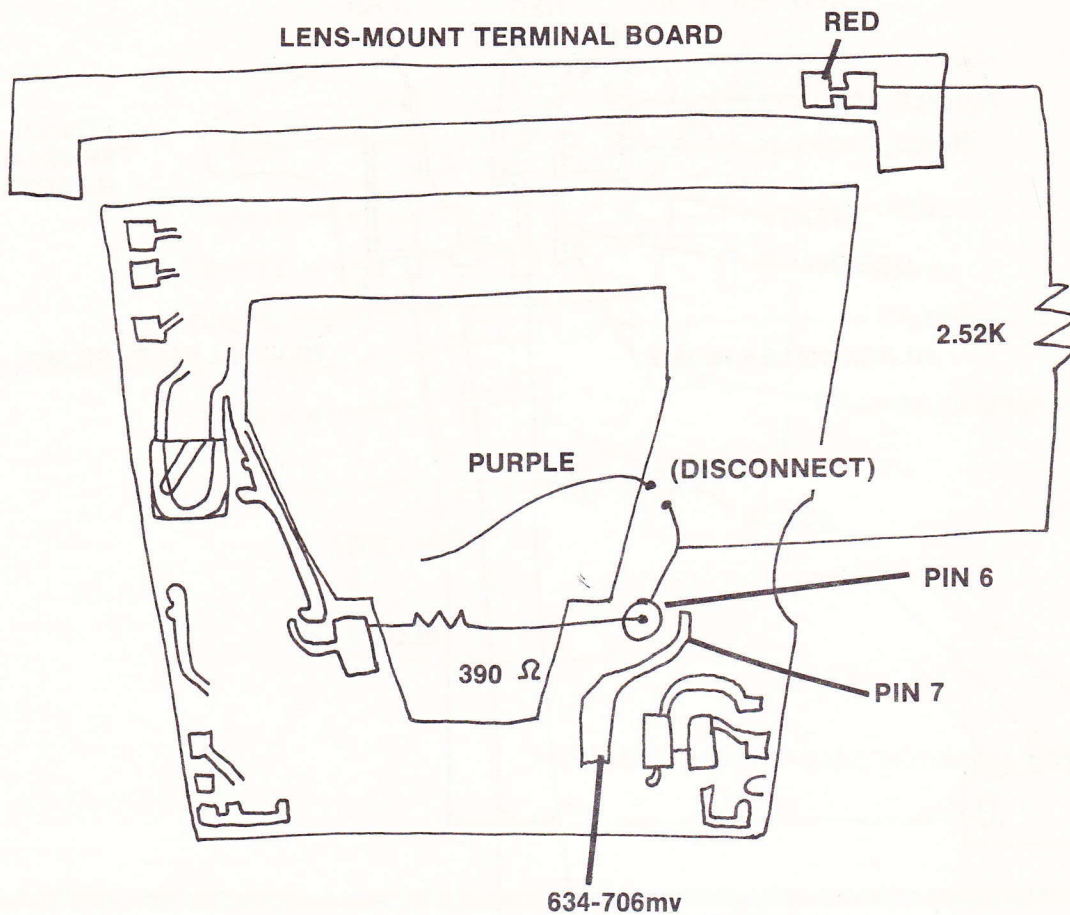 RED
LENS-MOUNT TERMINAL BOARD
2.52K
PURPLE
(DISCONNECT)
PIN 6
390 Ω
PIN 7
634-706mv